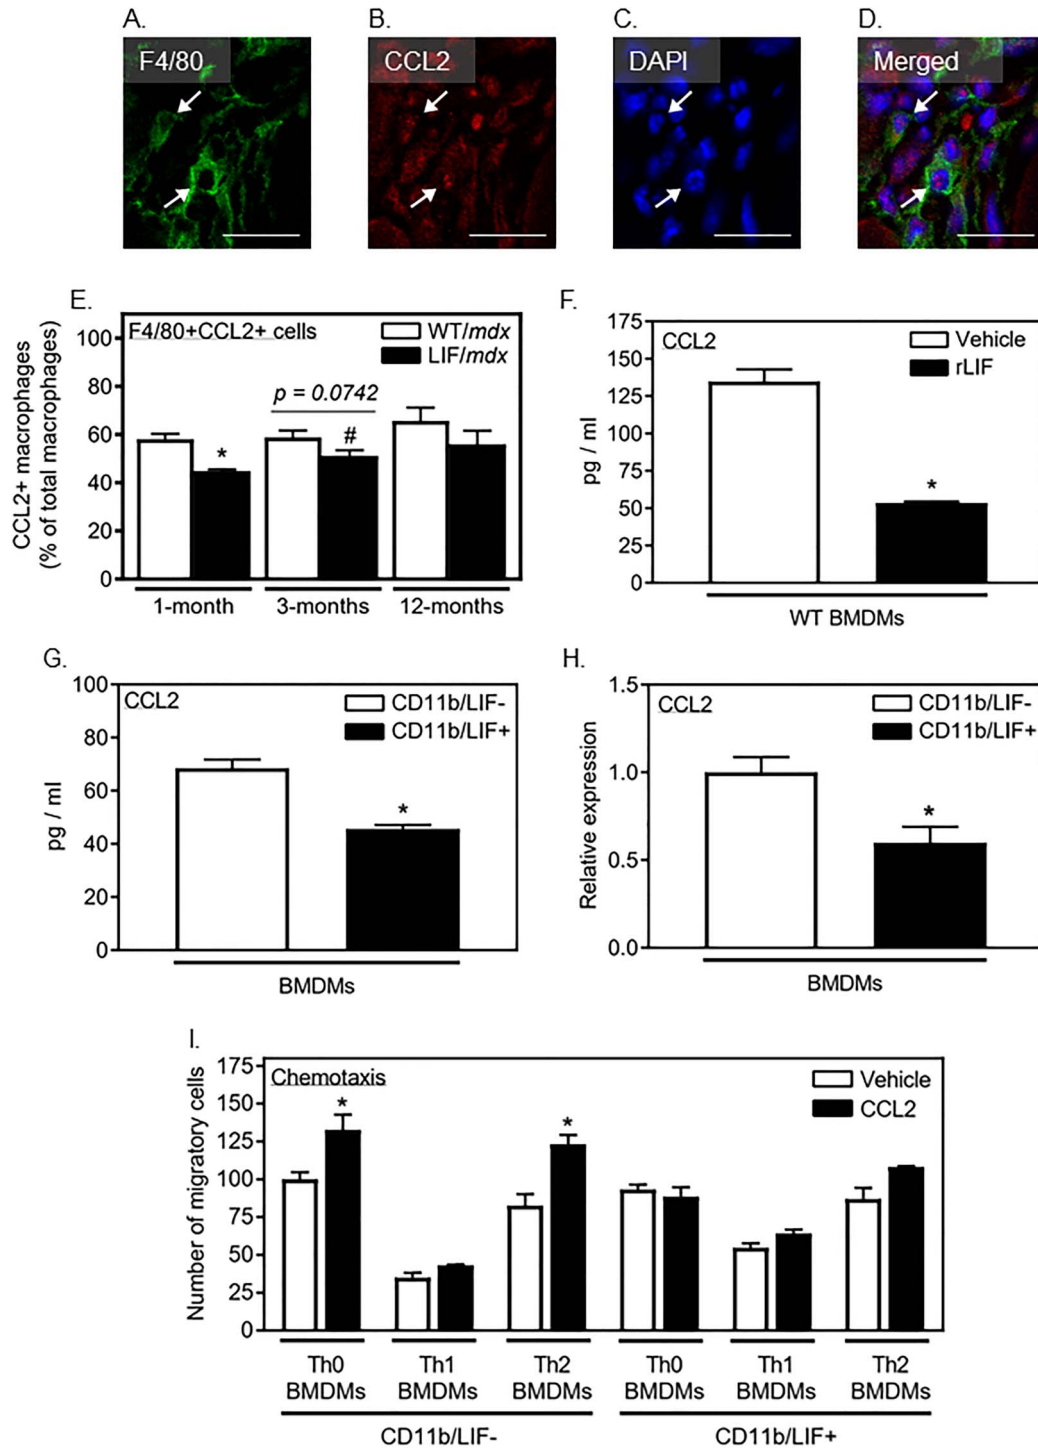 A.
B.
C.
D.
F4/80
CCL2
DAPI
Merged
E.
CCL2+ macrophages
(% of total macrophages)
100
80
60
40
20
0
F4/80+CCL2+ cells
WT/mdx
LIF/mdx
p = 0.0742
*
#
1-month
3-months
12-months
F.
pg / ml
175
150
125
100
75
50
25
0
CCL2
Vehicle
rLIF
*
WT BMDMs
G.
pg / ml
100
80
60
40
20
0
CCL2
CD11b/LIF-
CD11b/LIF+
*
BMDMs
H.
Relative expression
1.5
1.0
0.5
0.0
CCL2
CD11b/LIF-
CD11b/LIF+
*
BMDMs
I.
Number of migratory cells
175
150
125
100
75
50
25
0
Chemotaxis
Vehicle
CCL2
*
*
Th0
BMDMs
Th1
BMDMs
Th2
BMDMs
Th0
BMDMs
Th1
BMDMs
Th2
BMDMs
CD11b/LIF-
CD11b/LIF+